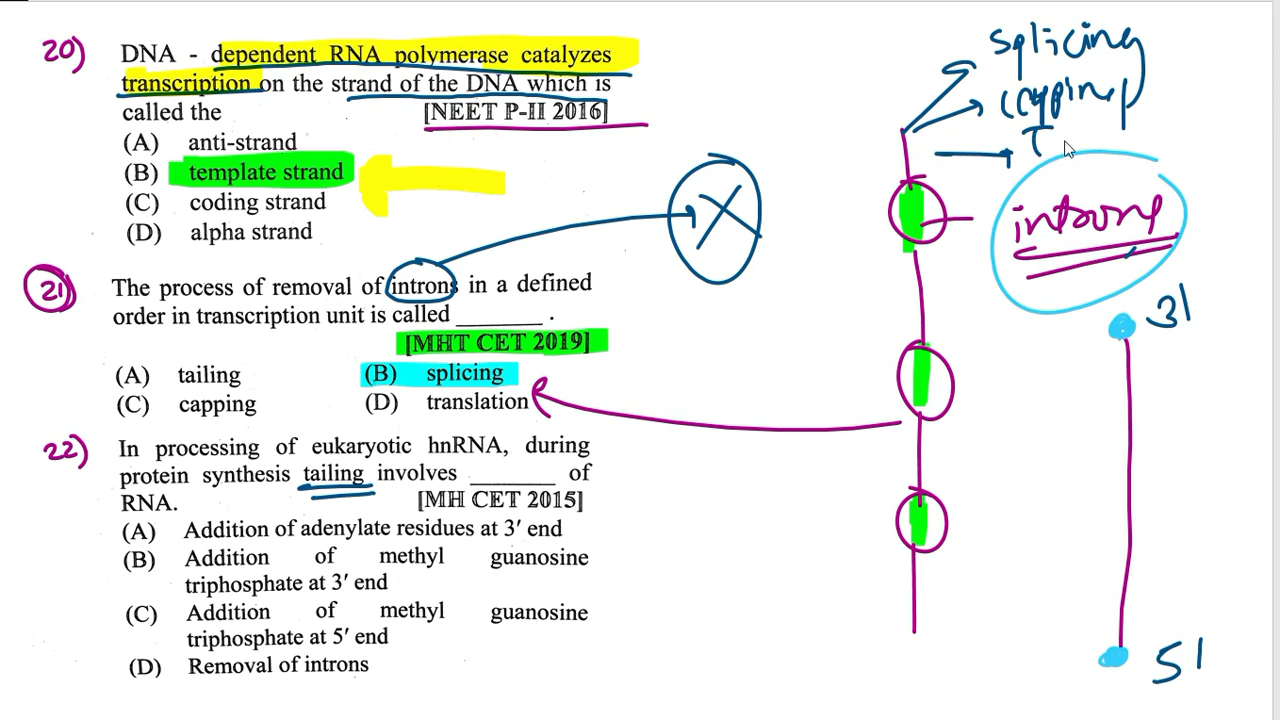 20)
DNA - dependent RNA polymerase catalyzes
transcription on the strand of the DNA which is
called the [NEET P-II 2016]
(A) anti-strand
(B) template strand
(C) coding strand
(D) alpha strand
21)
The process of removal of introns in a defined
order in transcription unit is called _______ .
[MHT CET 2019]
(A) tailing (B) splicing
(C) capping (D) translation
22)
In processing of eukaryotic hnRNA, during
protein synthesis tailing involves _______ of
RNA. [MH CET 2015]
(A) Addition of adenylate residues at 3′ end
(B) Addition of methyl guanosine
triphosphate at 3′ end
(C) Addition of methyl guanosine
triphosphate at 5′ end
(D) Removal of introns
splicing
capping
T
introns
3'
5'